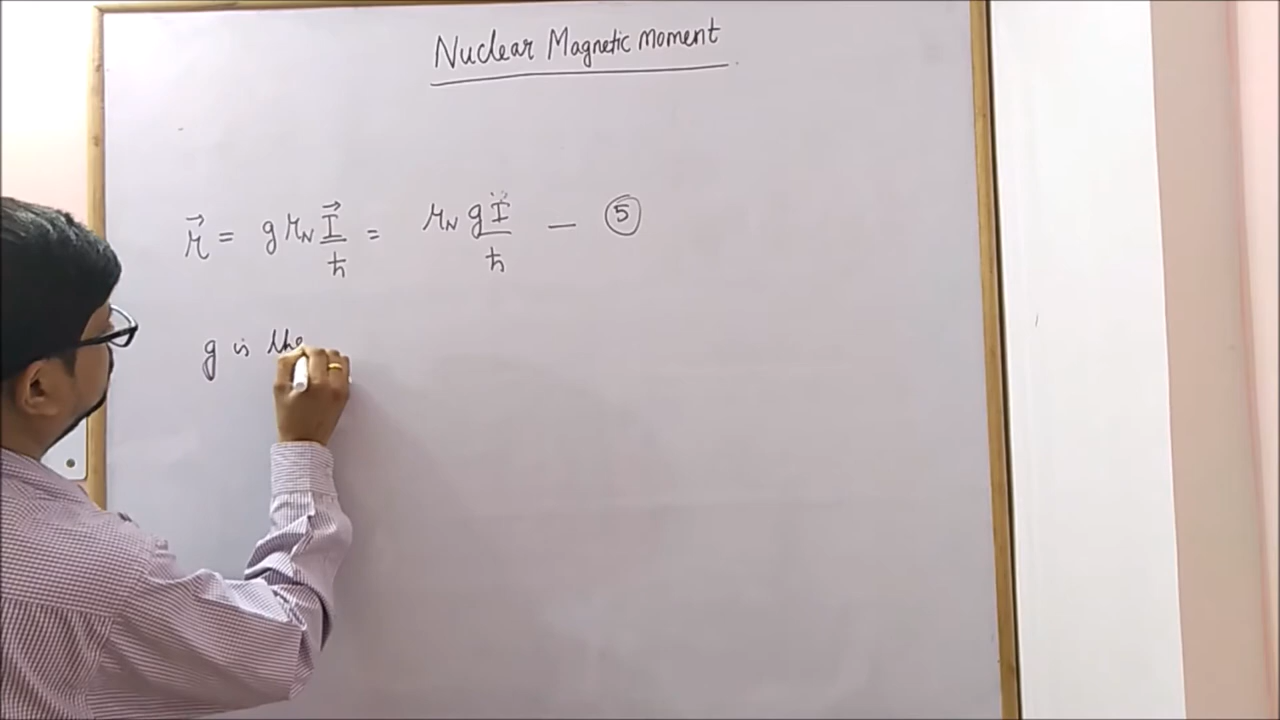 Nuclear Magnetic Moment
μ⃗ = g μN I⃗/ħ = μN g I⃗/ħ — ⑤
g is the